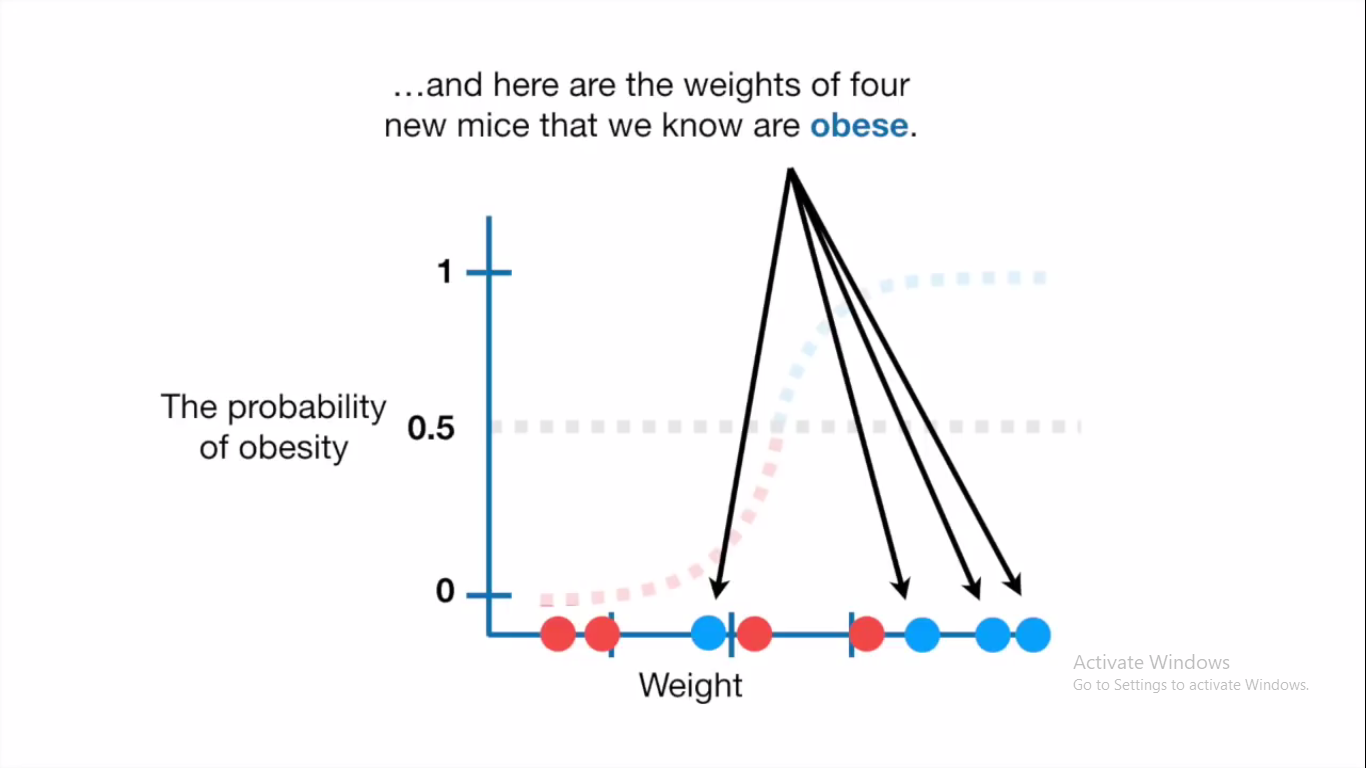 …and here are the weights of four
new mice that we know are obese.
1
The probability
of obesity
0.5
0
Weight
Activate Windows
Go to Settings to activate Windows.